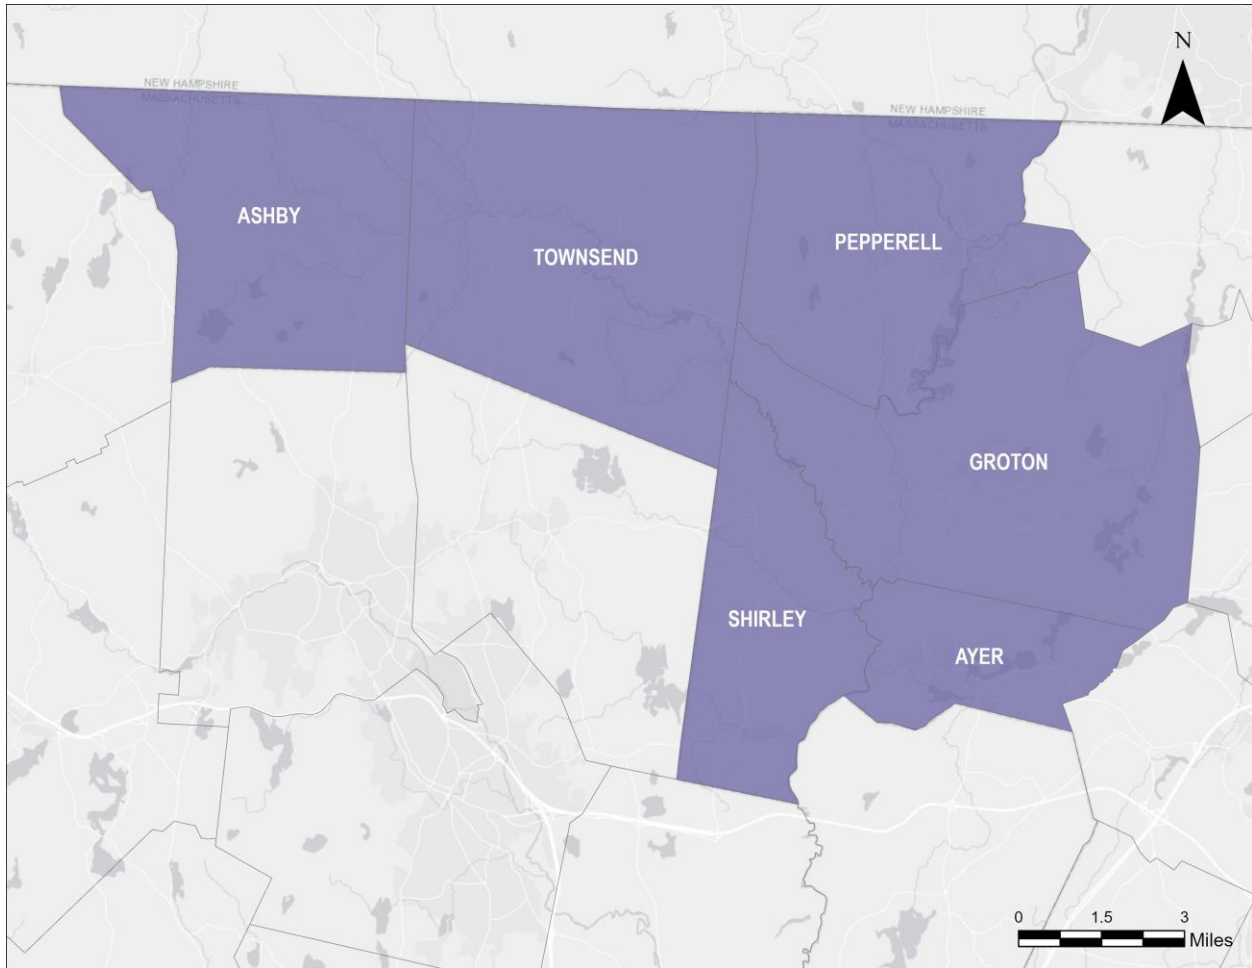 N
NEW HAMPSHIRE
MASSACHUSETTS
NEW HAMPSHIRE
MASSACHUSETTS
ASHBY
PEPPERELL
TOWNSEND
GROTON
SHIRLEY
AYER
0 1.5 3
Miles